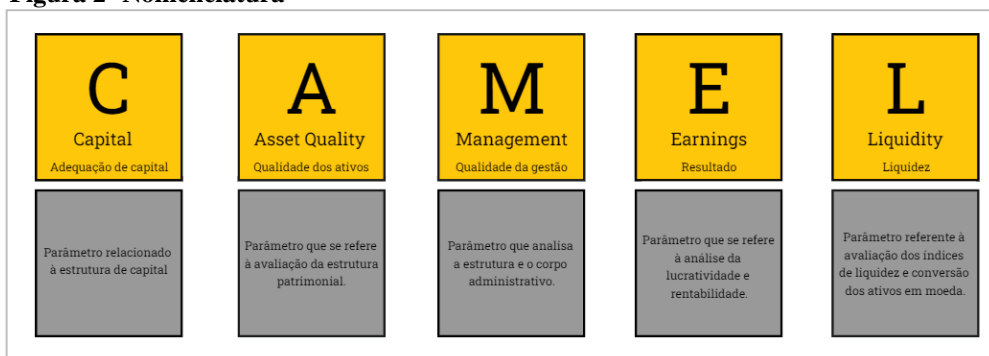 Figura 2- Nomenclatura
C
Capital
Adequação de capital
Parâmetro relacionado
à estrutura de capital
A
Asset Quality
Qualidade dos ativos
Parâmetro que se refere
à avaliação da estrutura
patrimonial.
M
Management
Qualidade da gestão
Parâmetro que analisa
a estrutura e o corpo
administrativo.
E
Earnings
Resultado
Parâmetro que se refere
à análise da
lucratividade e
rentabilidade.
L
Liquidity
Liquidez
Parâmetro referente à
avaliação dos índices
de liquidez e conversão
dos ativos em moeda.